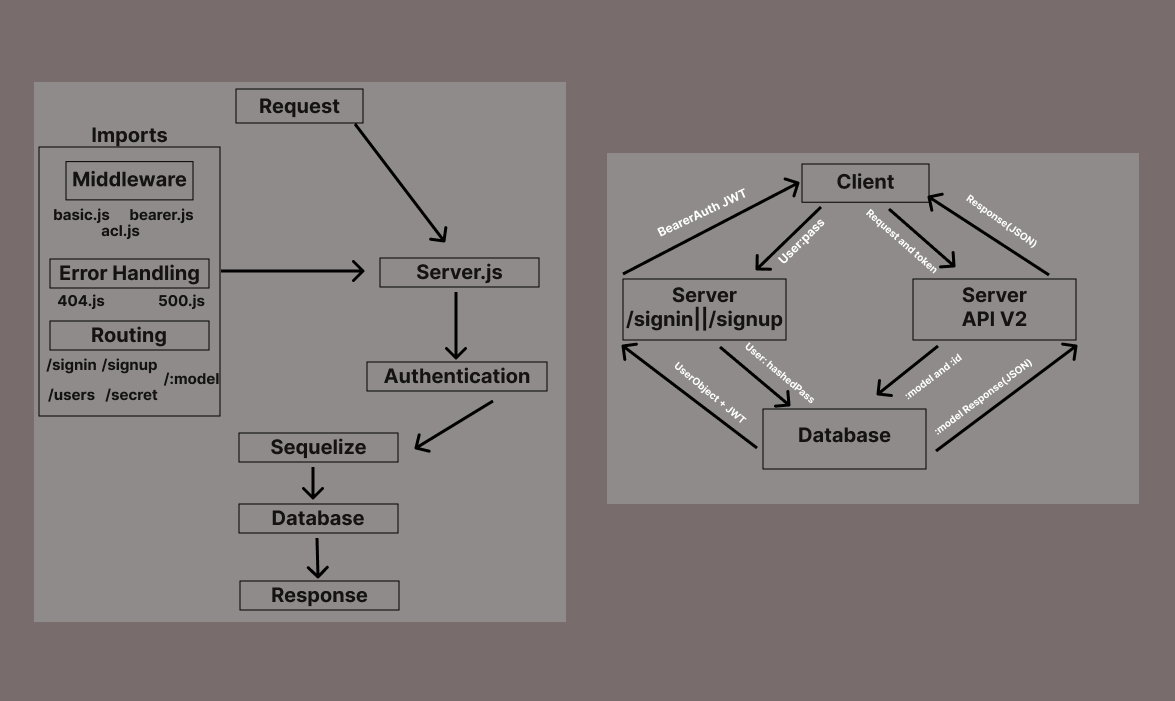 Request
Imports
Middleware
basic.js bearer.js
acl.js
Error Handling
404.js 500.js
Routing
/signin /signup
/:model
/users /secret
Server.js
Authentication
Sequelize
Database
Response
Client
BearerAuth JWT
User:pass
Request and token
Response(JSON)
Server
/signin||/signup
Server
API V2
UserObject + JWT
User: hashedPass
:model and :id
:model Response(JSON)
Database